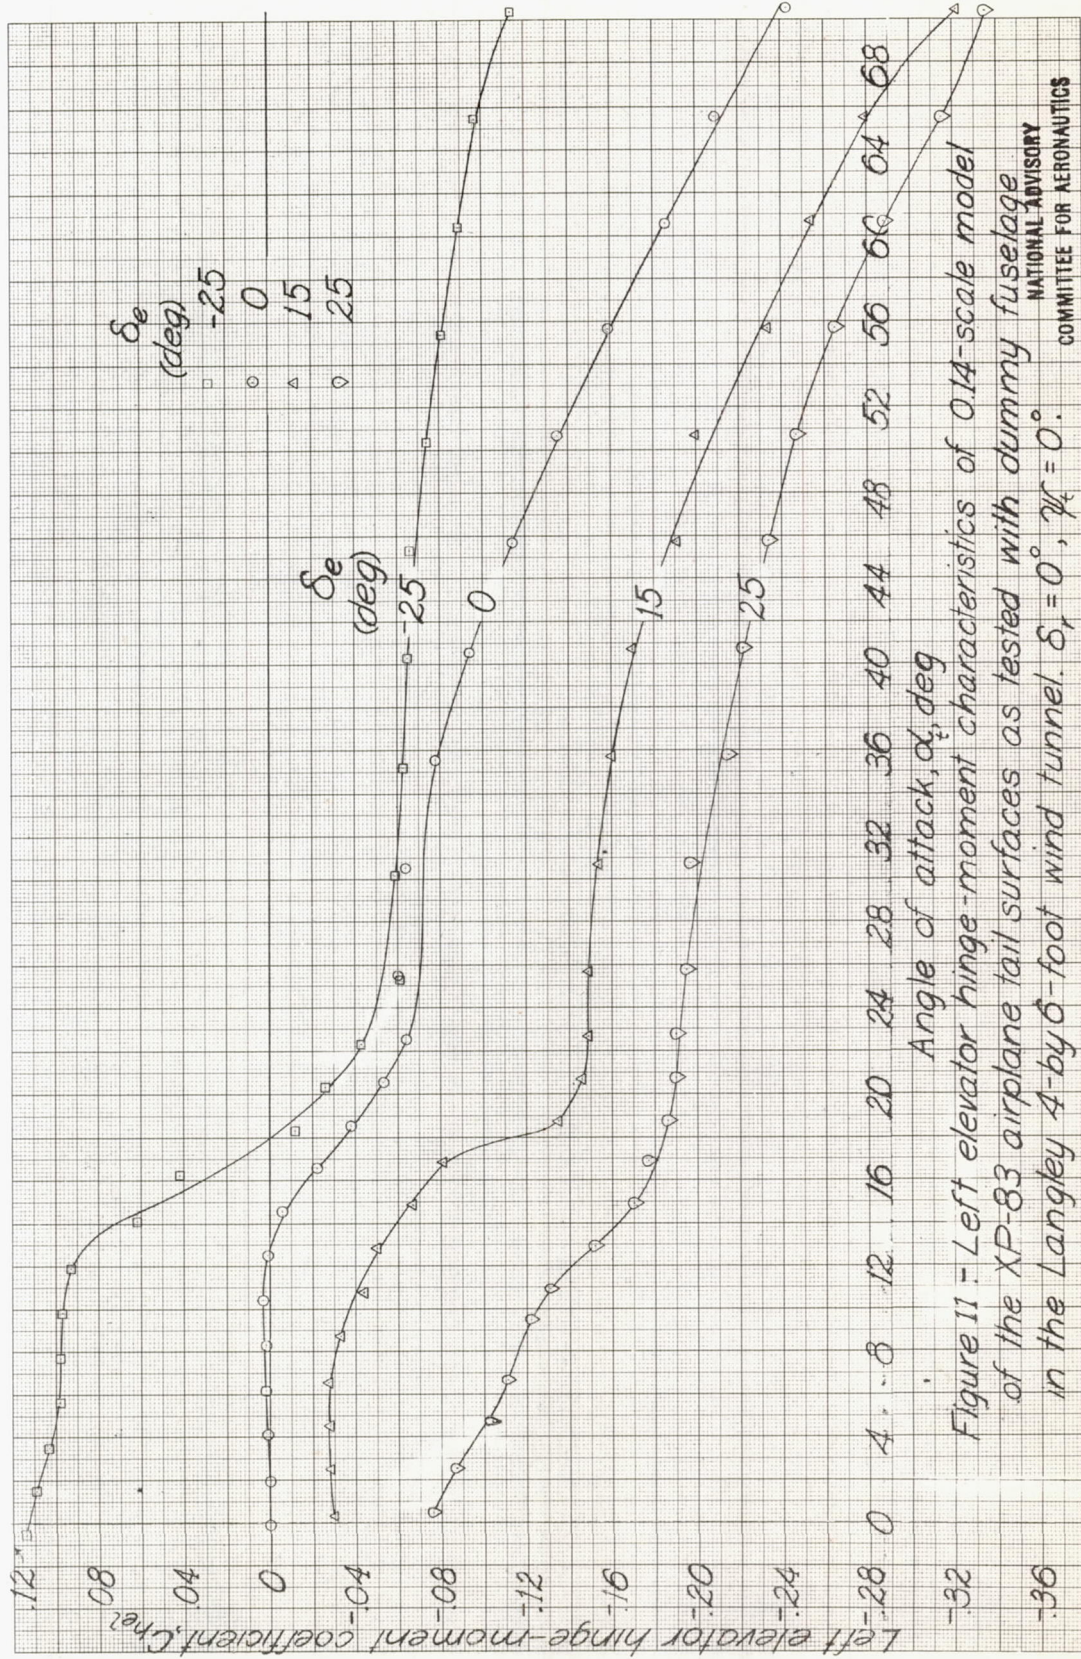 δe
(deg)
-25
0
15
25
δe
(deg)
-25
0
15
25
.12
.08
.04
0
-.04
-.08
-.12
-.16
-.20
-.24
-.28
-.32
-.36
Left elevator hinge-moment coefficient, Chel
0 4 8 12 16 20 24 28 32 36 40 44 48 52 56 60 64 68
Angle of attack, αt, deg
Figure 11 - Left elevator hinge-moment characteristics of 0.14-scale model
of the XP-83 airplane tail surfaces as tested with dummy fuselage
in the Langley 4-by 6-foot wind tunnel. δr = 0°, ψt = 0°.
NATIONAL ADVISORY
COMMITTEE FOR AERONAUTICS